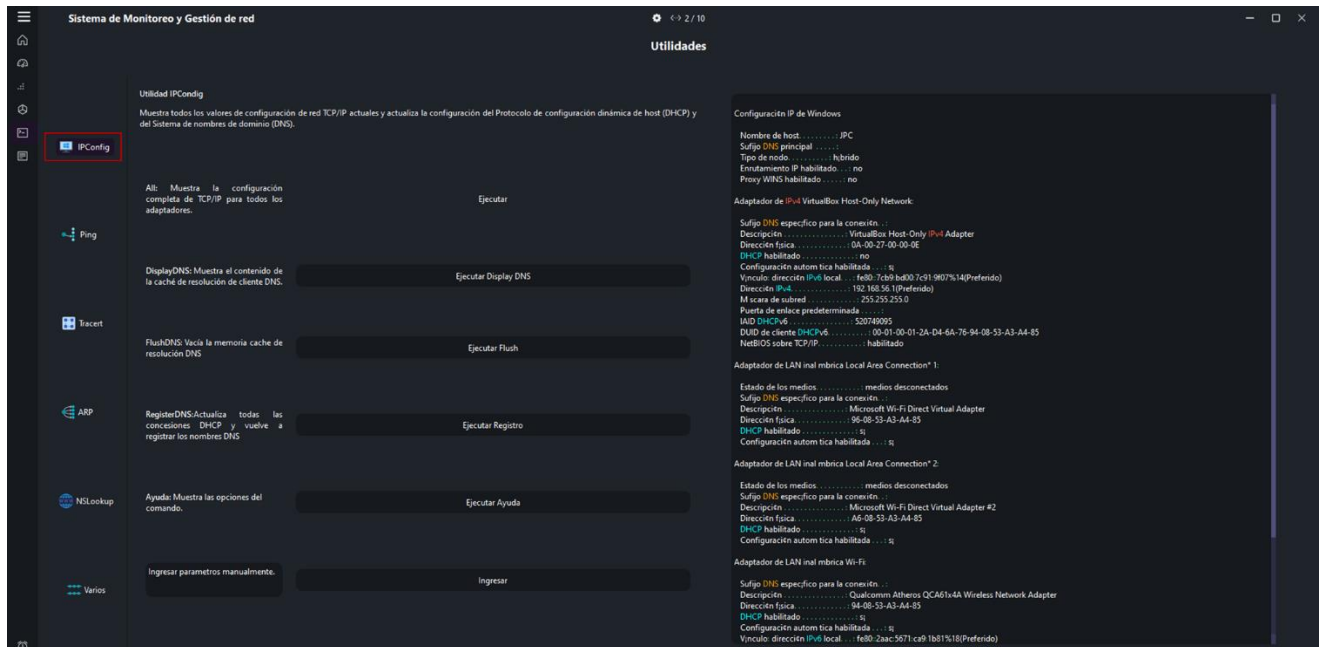 Sistema de Monitoreo y Gestión de red
2 / 10
Utilidades
IPConfig
Ping
Tracert
ARP
NSLookup
Varios
Utilidad IPCondig
Muestra todos los valores de configuración de red TCP/IP actuales y actualiza la configuración del Protocolo de configuración dinámica de host (DHCP) y
del Sistema de nombres de dominio (DNS).
All: Muestra la configuración
completa de TCP/IP para todos los
adaptadores.
Ejecutar
DisplayDNS: Muestra el contenido de
la caché de resolución de cliente DNS.
Ejecutar Display DNS
FlushDNS: Vacía la memoria cache de
resolución DNS
Ejecutar Flush
RegisterDNS:Actualiza todas las
concesiones DHCP y vuelve a
registrar los nombres DNS
Ejecutar Registro
Ayuda: Muestra las opciones del
comando.
Ejecutar Ayuda
Ingresar parametros manualmente.
Ingresar
Configuraci¢n IP de Windows
Nombre de host. . . . . . . . . : JPC
Sufijo DNS principal . . . . . :
Tipo de nodo. . . . . . . . . . : h¡brido
Enrutamiento IP habilitado. . . : no
Proxy WINS habilitado . . . . . : no
Adaptador de IPv4 VirtualBox Host-Only Network:
Sufijo DNS espec¡fico para la conexi¢n. . :
Descripci¢n . . . . . . . . . . . . . . . : VirtualBox Host-Only IPv4 Adapter
Direcci¢n f¡sica. . . . . . . . . . . . . : 0A-00-27-00-00-0E
DHCP habilitado . . . . . . . . . . . . . : no
Configuraci¢n autom tica habilitada . . . : s¡
V¡nculo: direcci¢n IPv6 local. . . : fe80::7cb9:bd00:7c91:9f07%14(Preferido)
Direcci¢n IPv4. . . . . . . . . . . . . . : 192.168.56.1(Preferido)
M scara de subred . . . . . . . . . . . . : 255.255.255.0
Puerta de enlace predeterminada . . . . . :
IAID DHCPv6 . . . . . . . . . . . . . . . : 520749095
DUID de cliente DHCPv6. . . . . . . . . . : 00-01-00-01-2A-D4-6A-76-94-08-53-A3-A4-85
NetBIOS sobre TCP/IP. . . . . . . . . . . : habilitado
Adaptador de LAN inal mbrica Local Area Connection* 1:
Estado de los medios. . . . . . . . . . . : medios desconectados
Sufijo DNS espec¡fico para la conexi¢n. . :
Descripci¢n . . . . . . . . . . . . . . . : Microsoft Wi-Fi Direct Virtual Adapter
Direcci¢n f¡sica. . . . . . . . . . . . . : 96-08-53-A3-A4-85
DHCP habilitado . . . . . . . . . . . . . : s¡
Configuraci¢n autom tica habilitada . . . : s¡
Adaptador de LAN inal mbrica Local Area Connection* 2:
Estado de los medios. . . . . . . . . . . : medios desconectados
Sufijo DNS espec¡fico para la conexi¢n. . :
Descripci¢n . . . . . . . . . . . . . . . : Microsoft Wi-Fi Direct Virtual Adapter #2
Direcci¢n f¡sica. . . . . . . . . . . . . : A6-08-53-A3-A4-85
DHCP habilitado . . . . . . . . . . . . . : s¡
Configuraci¢n autom tica habilitada . . . : s¡
Adaptador de LAN inal mbrica Wi-Fi:
Sufijo DNS espec¡fico para la conexi¢n. . :
Descripci¢n . . . . . . . . . . . . . . . : Qualcomm Atheros QCA61x4A Wireless Network Adapter
Direcci¢n f¡sica. . . . . . . . . . . . . : 94-08-53-A3-A4-85
DHCP habilitado . . . . . . . . . . . . . : s¡
Configuraci¢n autom tica habilitada . . . : s¡
V¡nculo: direcci¢n IPv6 local. . . : fe80::2aac:5671:ca9:1b81%18(Preferido)